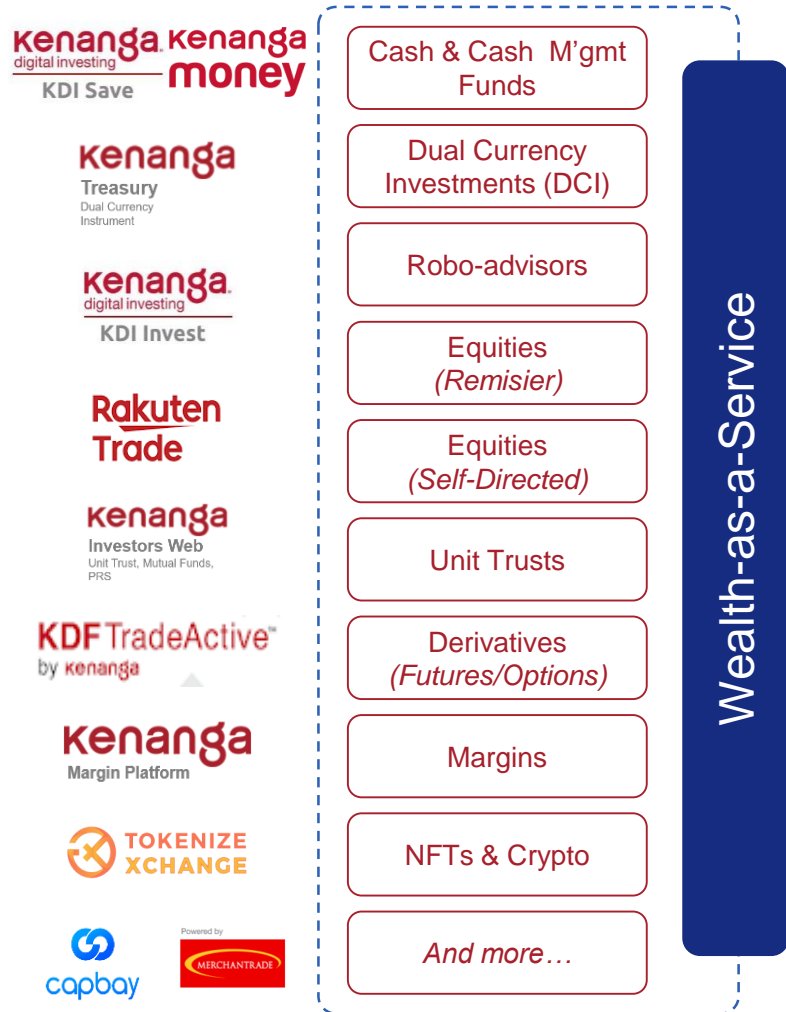 kenanga
digital investing
KDI Save
kenanga
money
Cash & Cash M'gmt
Funds
kenanga
Treasury
Dual Currency
Instrument
Dual Currency
Investments (DCI)
kenanga
digital investing
KDI Invest
Robo-advisors
Equities
(Remisier)
Rakuten
Trade
Equities
(Self-Directed)
kenanga
Investors Web
Unit Trust, Mutual Funds,
PRS
Unit Trusts
KDF TradeActive™
by kenanga
Derivatives
(Futures/Options)
kenanga
Margin Platform
Margins
TOKENIZE
XCHANGE
NFTs & Crypto
capbay
Powered by
MERCHANTRADE
And more…
Wealth-as-a-Service